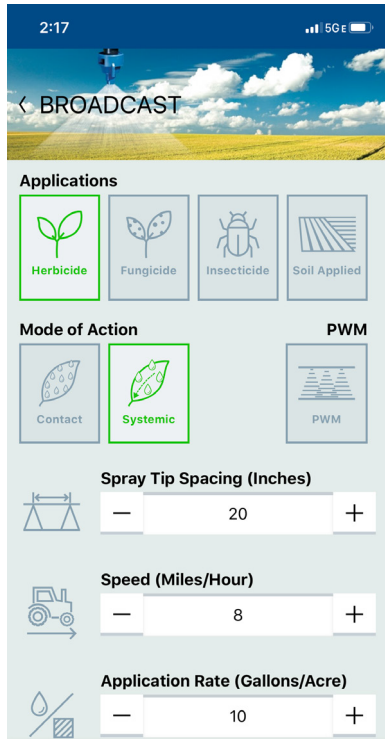 2:17
5G E
BROADCAST
Applications
Herbicide Fungicide Insecticide Soil Applied
Mode of Action PWM
Contact Systemic PWM
Spray Tip Spacing (Inches)
— 20 +
Speed (Miles/Hour)
— 8 +
Application Rate (Gallons/Acre)
— 10 +